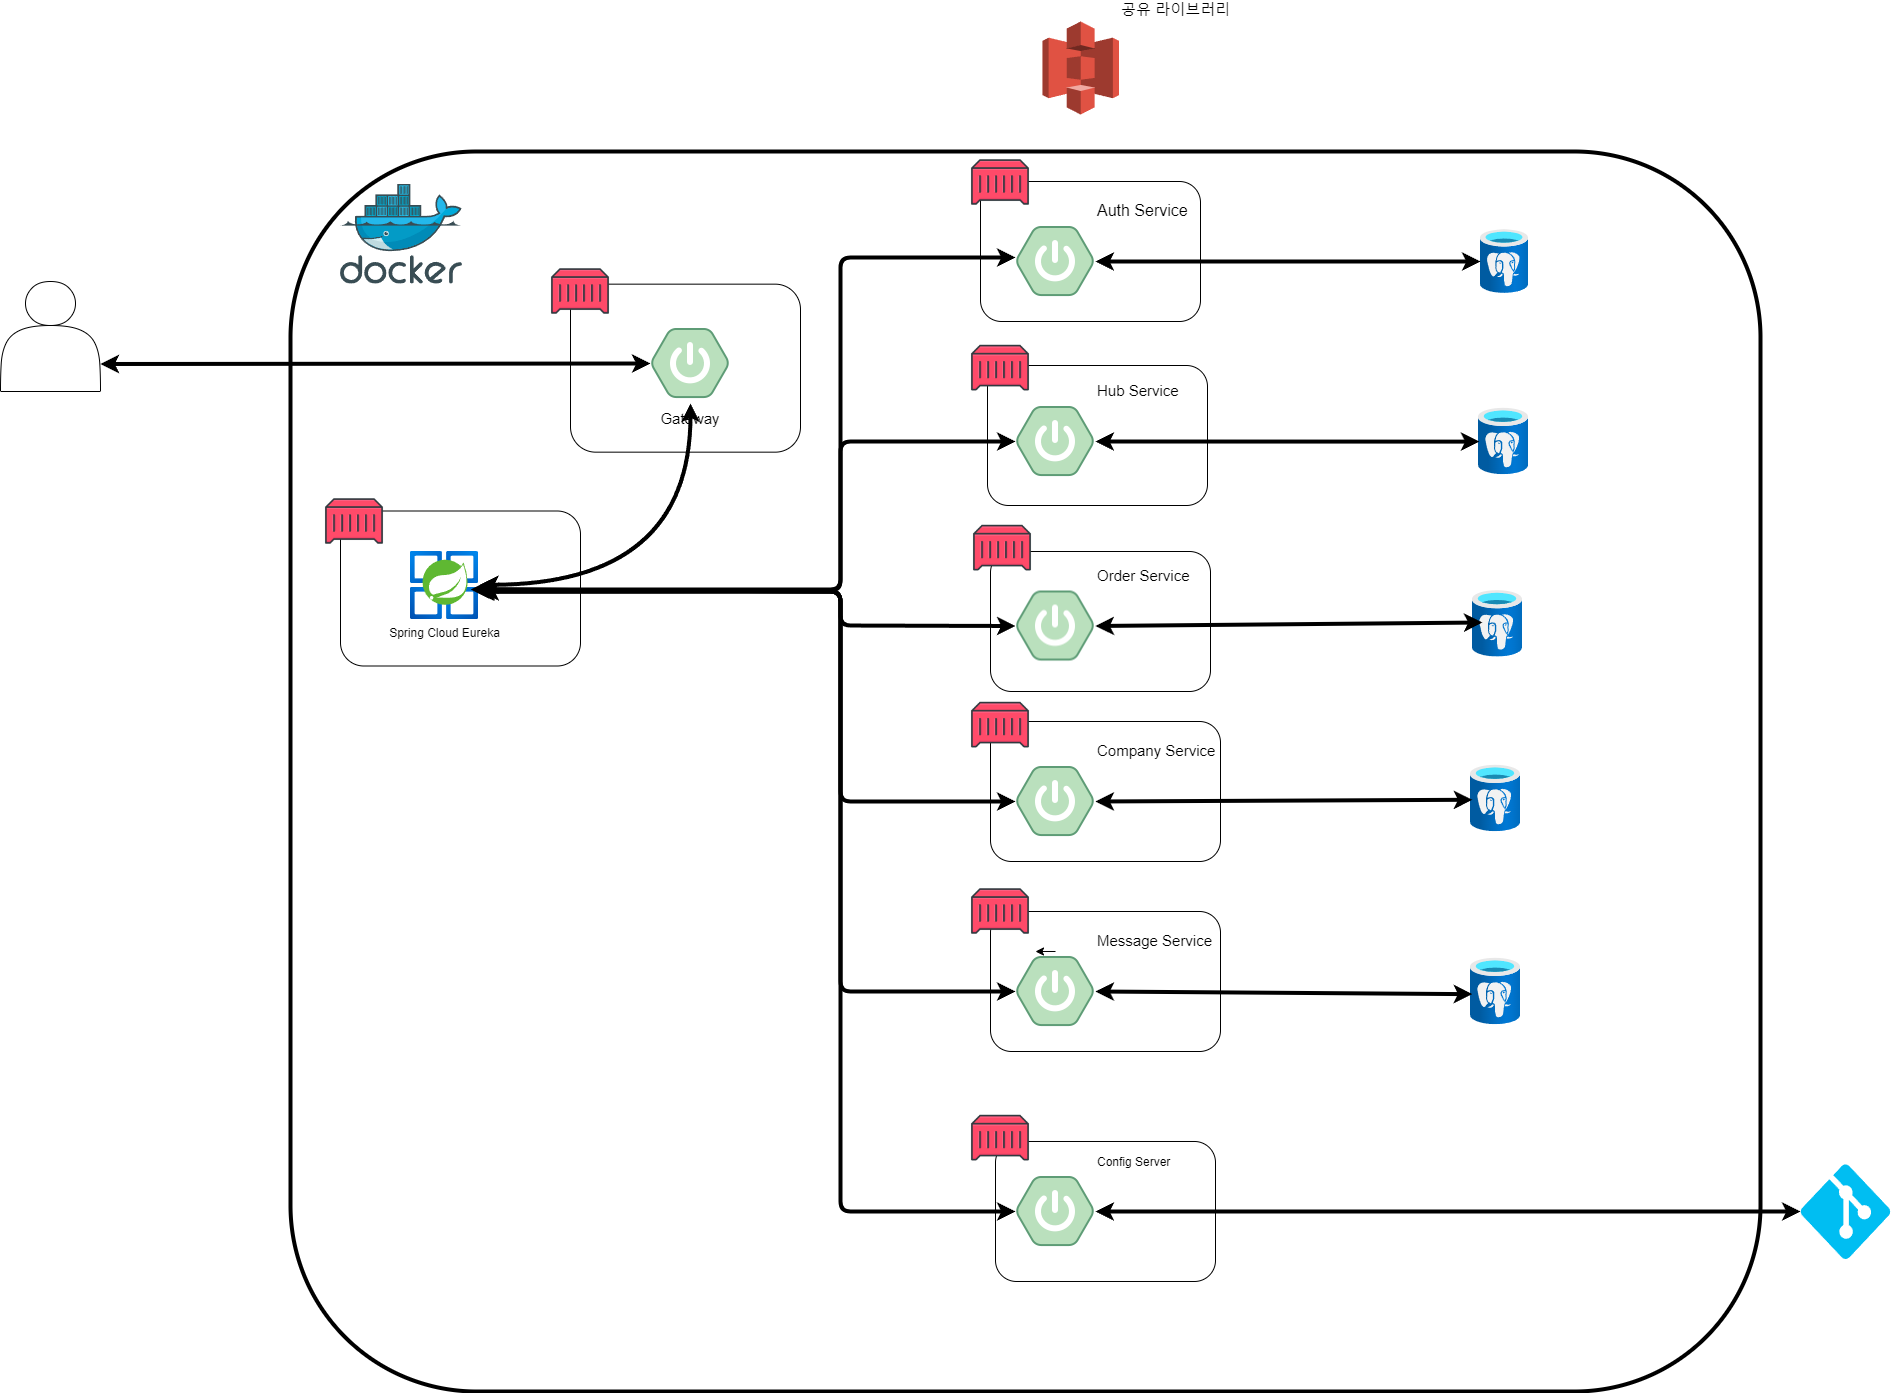 공유 라이브러리
docker
Auth Service
Gateway
Hub Service
Spring Cloud Eureka
Order Service
Company Service
Message Service
Config Server